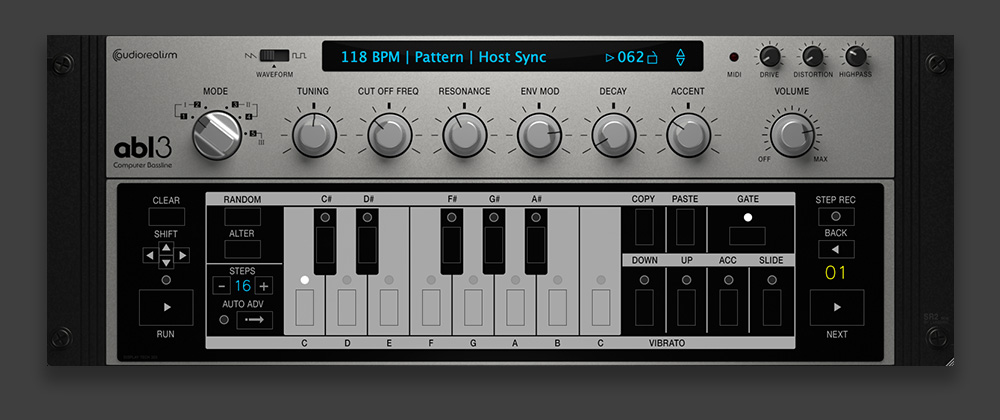 audiorealism
WAVEFORM
118 BPM | Pattern | Host Sync
062
MIDI
DRIVE
DISTORTION
HIGHPASS
MODE
TUNING
CUT OFF FREQ
RESONANCE
ENV MOD
DECAY
ACCENT
VOLUME
I 2 3 II
1 4
5 III
abl3
Computer Bassline
OFF MAX
CLEAR
SHIFT
RUN
RANDOM
ALTER
STEPS
- 16 +
AUTO ADV
C# D# F# G# A#
C D E F G A B C
COPY PASTE GATE
DOWN UP ACC SLIDE
VIBRATO
STEP REC
BACK
01
NEXT